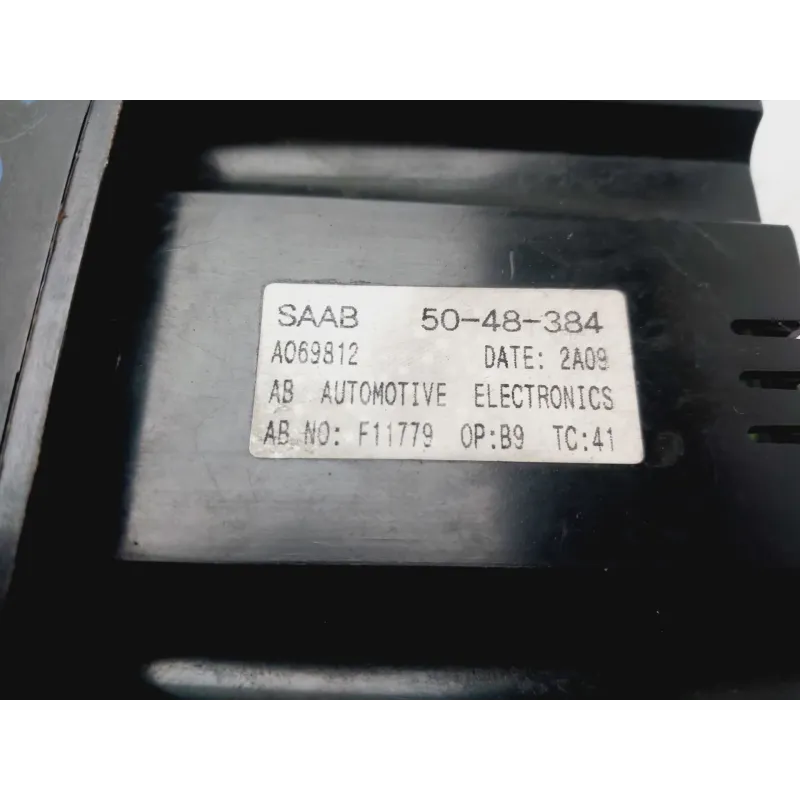 SAAB 50-48-384
A069812 DATE: 2A09
AB AUTOMOTIVE ELECTRONICS
AB NO: F11779 OP:B9 TC:41